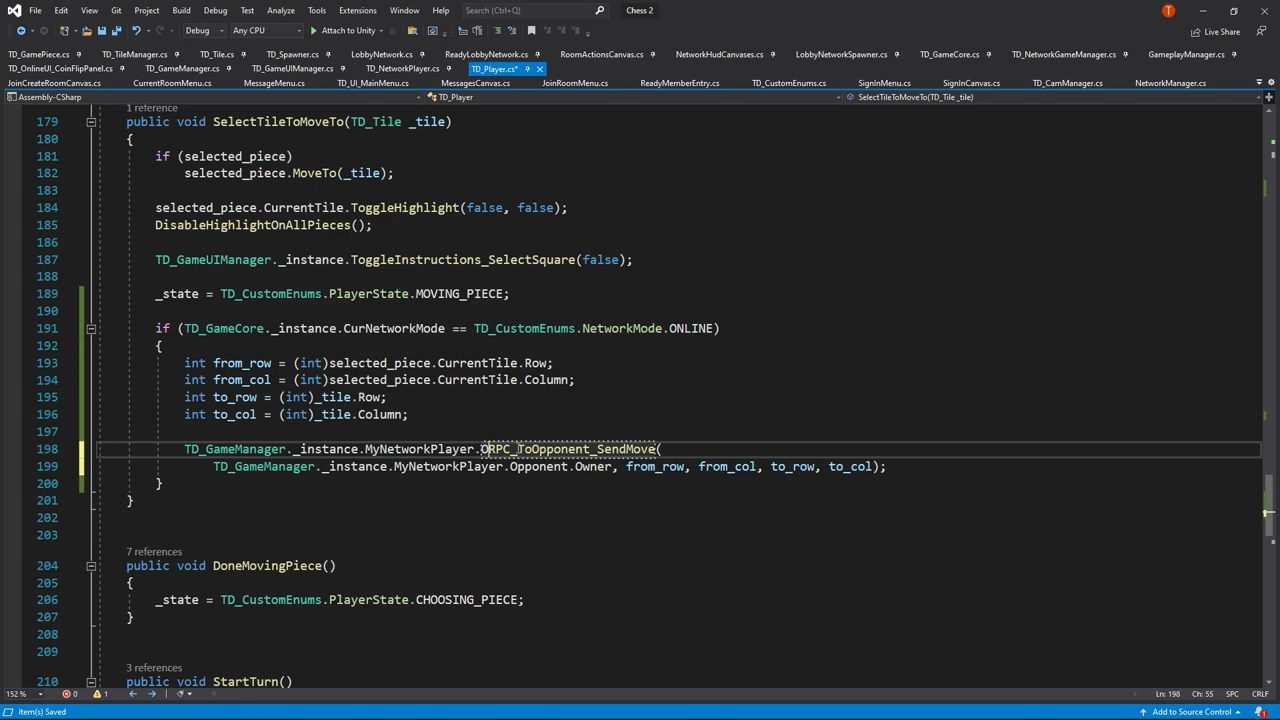 File Edit View Git Project Build Debug Test Analyze Tools Extensions Window Help Search (Ctrl+Q) Chess 2 T
Debug Any CPU Attach to Unity Live Share
TD_GamePiece.cs TD_TileManager.cs TD_Tile.cs TD_Spawner.cs LobbyNetwork.cs ReadyLobbyNetwork.cs RoomActionsCanvas.cs NetworkHudCanvases.cs LobbyNetworkSpawner.cs TD_GameCore.cs TD_NetworkGameManager.cs GameplayManager.cs
TD_OnlineUI_CoinFlipPanel.cs TD_GameManager.cs TD_GameUIManager.cs TD_NetworkPlayer.cs TD_Player.cs*
JoinCreateRoomCanvas.cs CurrentRoomMenu.cs MessageMenu.cs TD_UI_MainMenu.cs MessagesCanvas.cs JoinRoomMenu.cs ReadyMemberEntry.cs TD_CustomEnums.cs SignInMenu.cs SignInCanvas.cs TD_CamManager.cs NetworkManager.cs
Assembly-CSharp TD_Player SelectTileToMoveTo(TD_Tile _tile)
1 reference
179 public void SelectTileToMoveTo(TD_Tile _tile)
180 {
181 if (selected_piece)
182 selected_piece.MoveTo(_tile);
183
184 selected_piece.CurrentTile.ToggleHighlight(false, false);
185 DisableHighlightOnAllPieces();
186
187 TD_GameUIManager._instance.ToggleInstructions_SelectSquare(false);
188
189 _state = TD_CustomEnums.PlayerState.MOVING_PIECE;
190
191 if (TD_GameCore._instance.CurNetworkMode == TD_CustomEnums.NetworkMode.ONLINE)
192 {
193 int from_row = (int)selected_piece.CurrentTile.Row;
194 int from_col = (int)selected_piece.CurrentTile.Column;
195 int to_row = (int)_tile.Row;
196 int to_col = (int)_tile.Column;
197
198 TD_GameManager._instance.MyNetworkPlayer.ORPC_ToOpponent_SendMove(
199 TD_GameManager._instance.MyNetworkPlayer.Opponent.Owner, from_row, from_col, to_row, to_col);
200 }
201 }
202
203
7 references
204 public void DoneMovingPiece()
205 {
206 _state = TD_CustomEnums.PlayerState.CHOOSING_PIECE;
207 }
208
209
3 references
210 public void StartTurn()
152 % 0 1 Ln: 198 Ch: 55 SPC CRLF
Item(s) Saved Add to Source Control 1